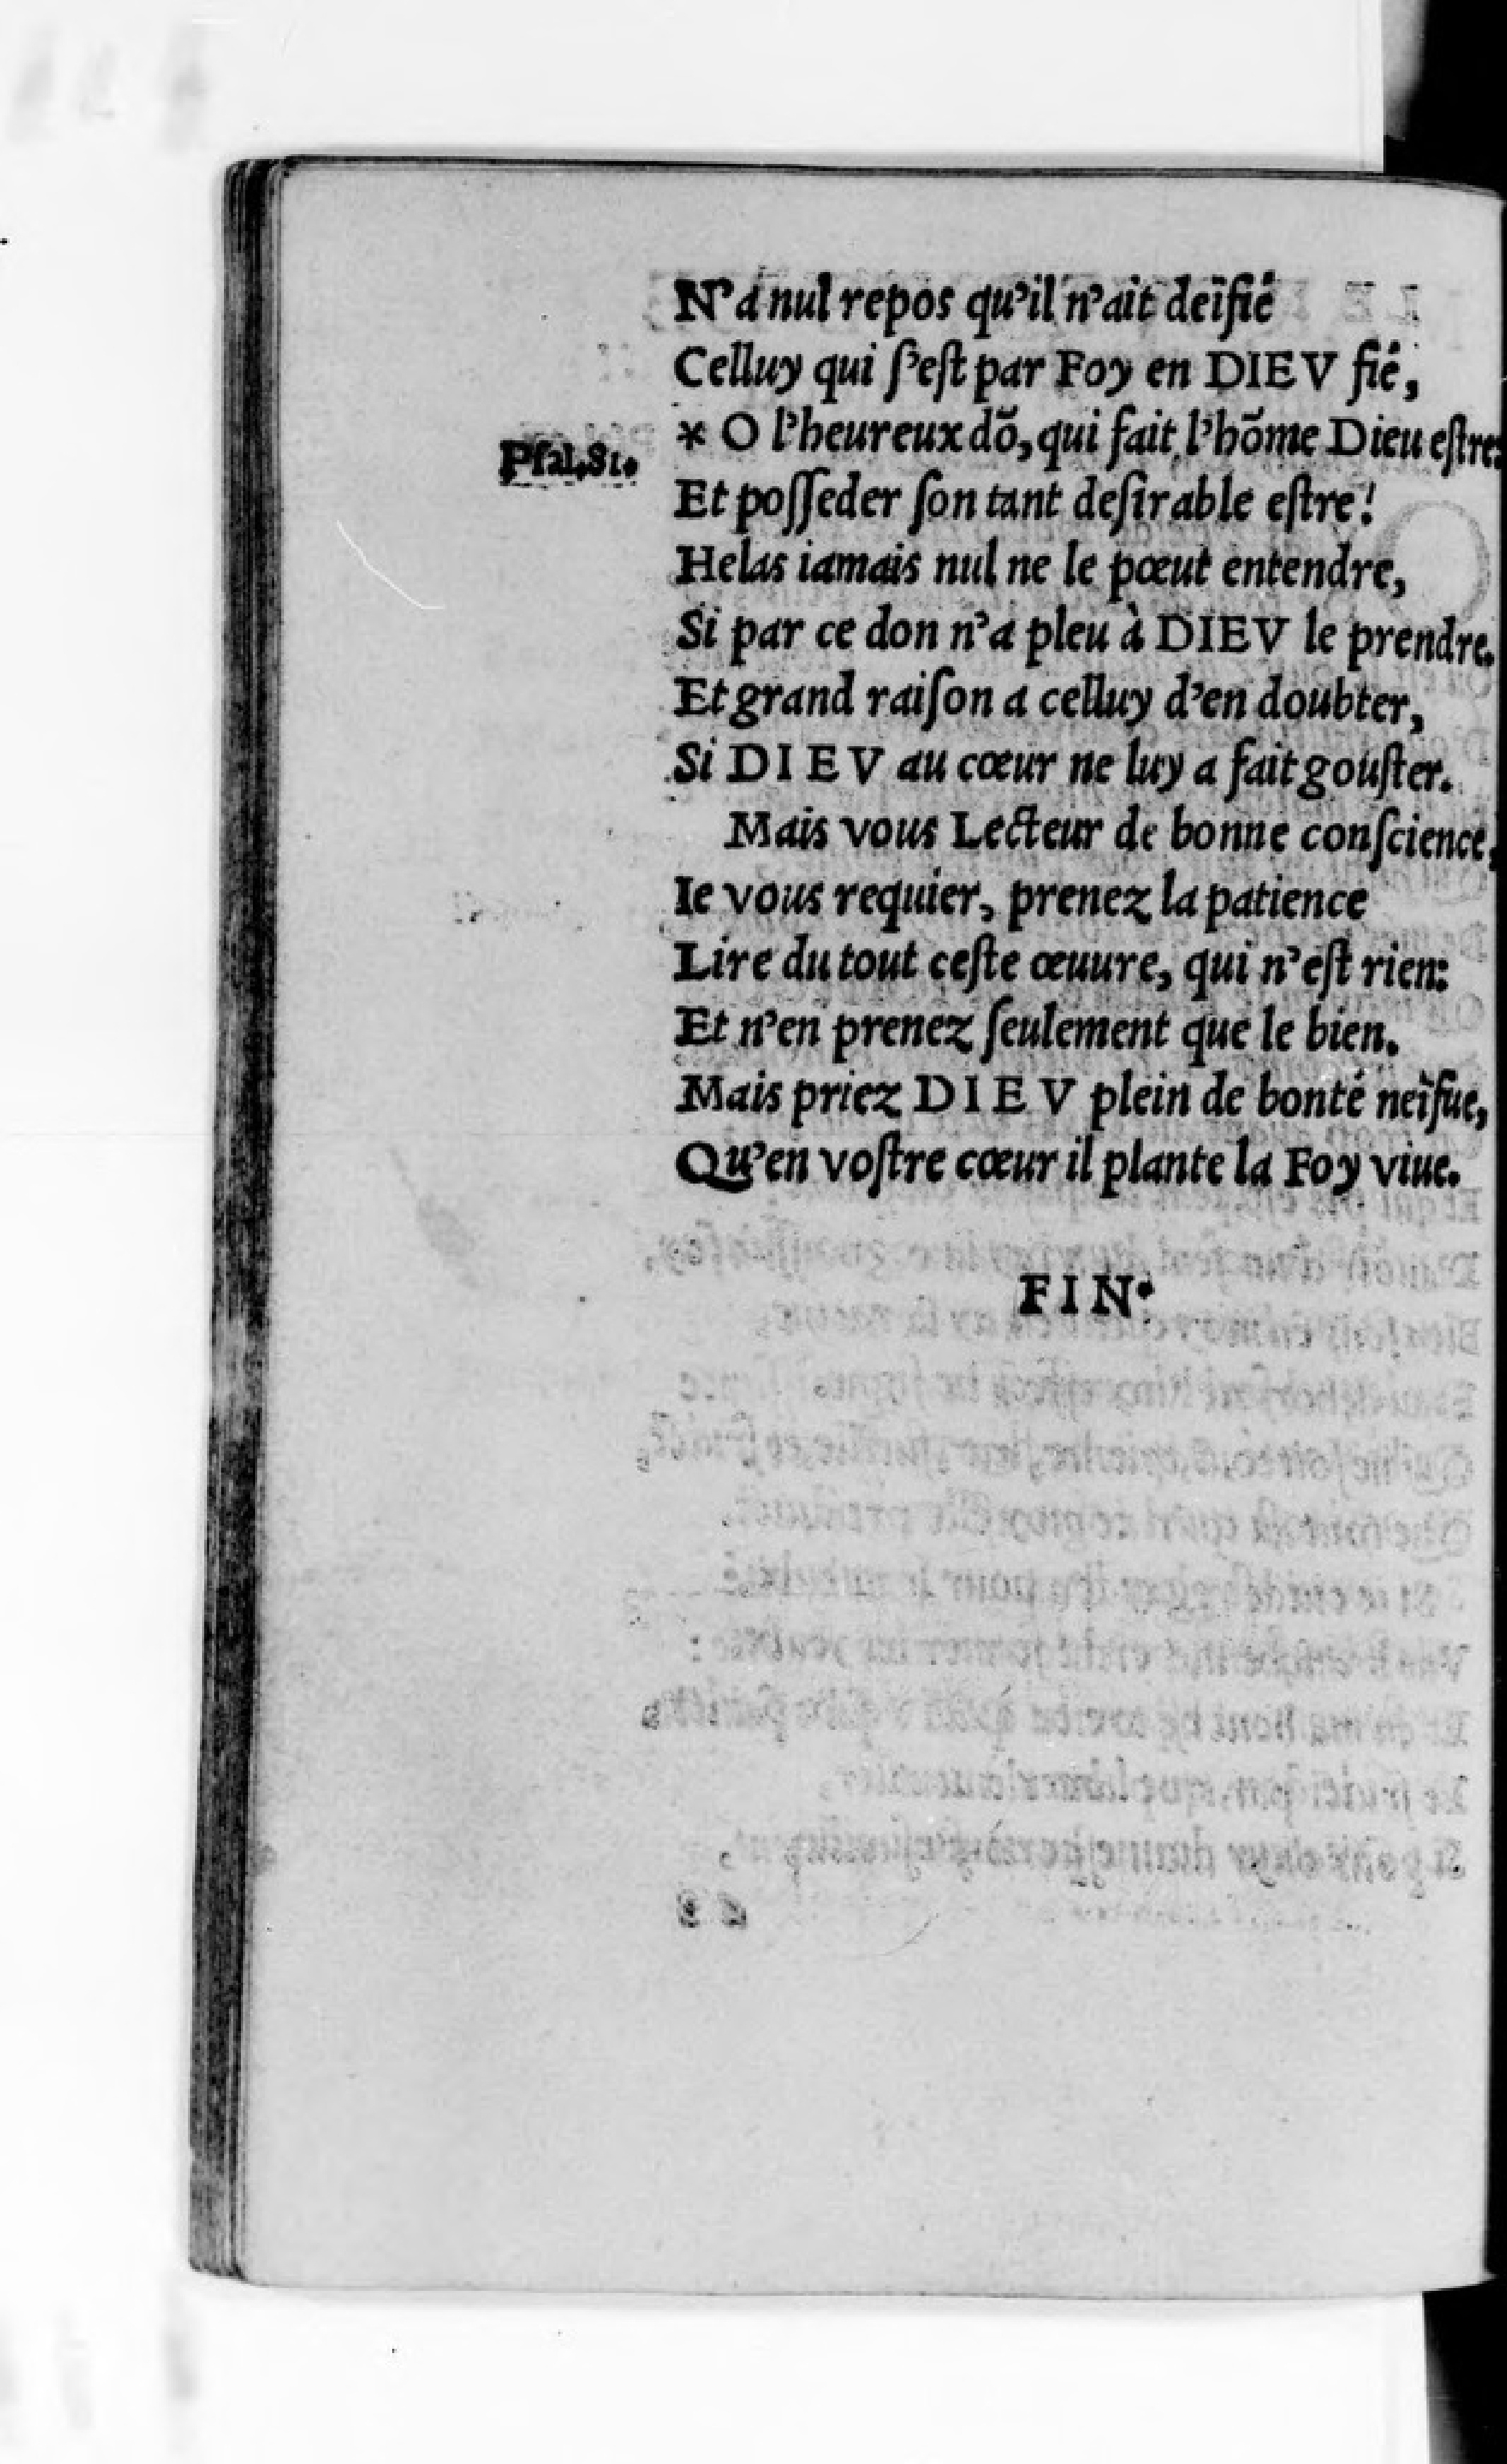 N'a nul repos qu'il n'ait deïfié
Celluy qui ſ'eſt par Foy en DIEV fié,
* O l'heureux dõ, qui fait l'hõme Dieu eſtre:
Pſal.81.
Et poſſeder ſon tant deſirable eſtre!
Helas iamais nul ne le pœut entendre,
Si par ce don n'a pleu à DIEV le prendre.
Et grand raiſon a celluy d'en doubter,
Si DIEV au cœur ne luy a fait gouſter.
Mais vous Lecteur de bonne conſcience,
Ie vous requier, prenez la patience
Lire du tout ceſte œuure, qui n'eſt rien:
Et n'en prenez ſeulement que le bien.
Mais priez DIEV plein de bonté neïfue,
Qu'en voſtre cœur il plante la Foy viue.
FIN.